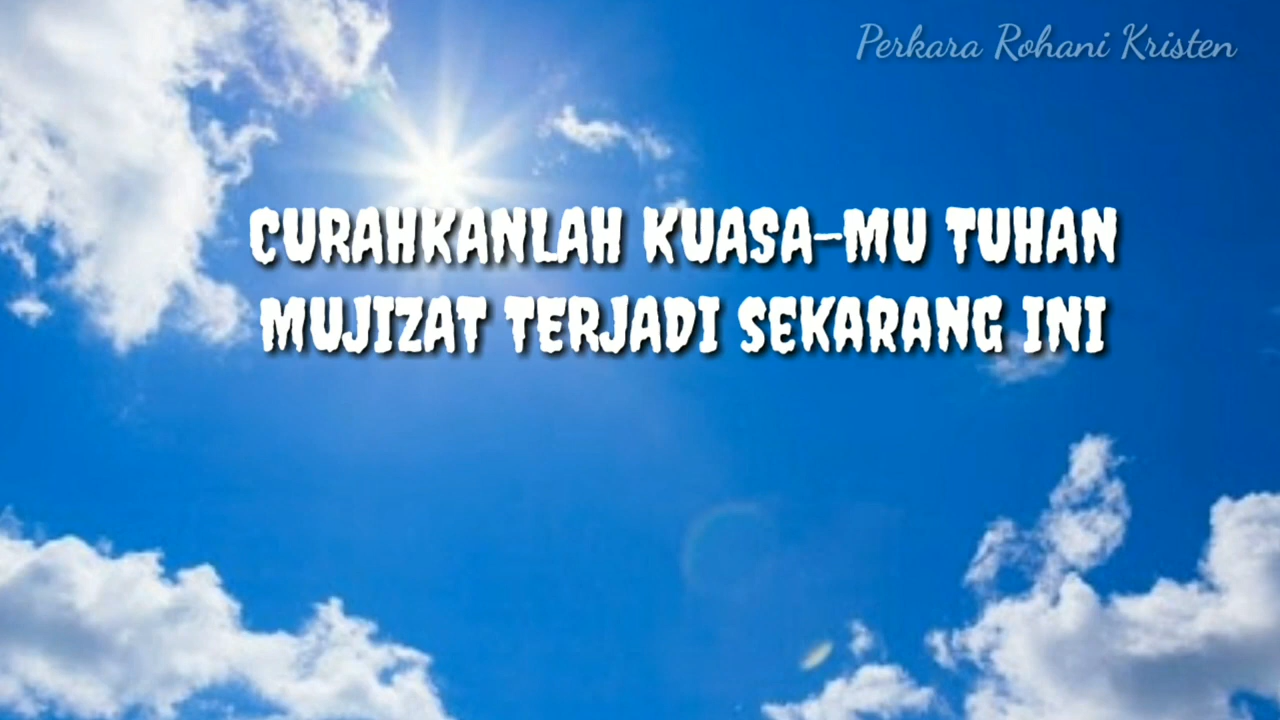 Perkara Rohani Kristen
CURAHKANLAH KUASA-MU TUHAN
MUJIZAT TERJADI SEKARANG INI